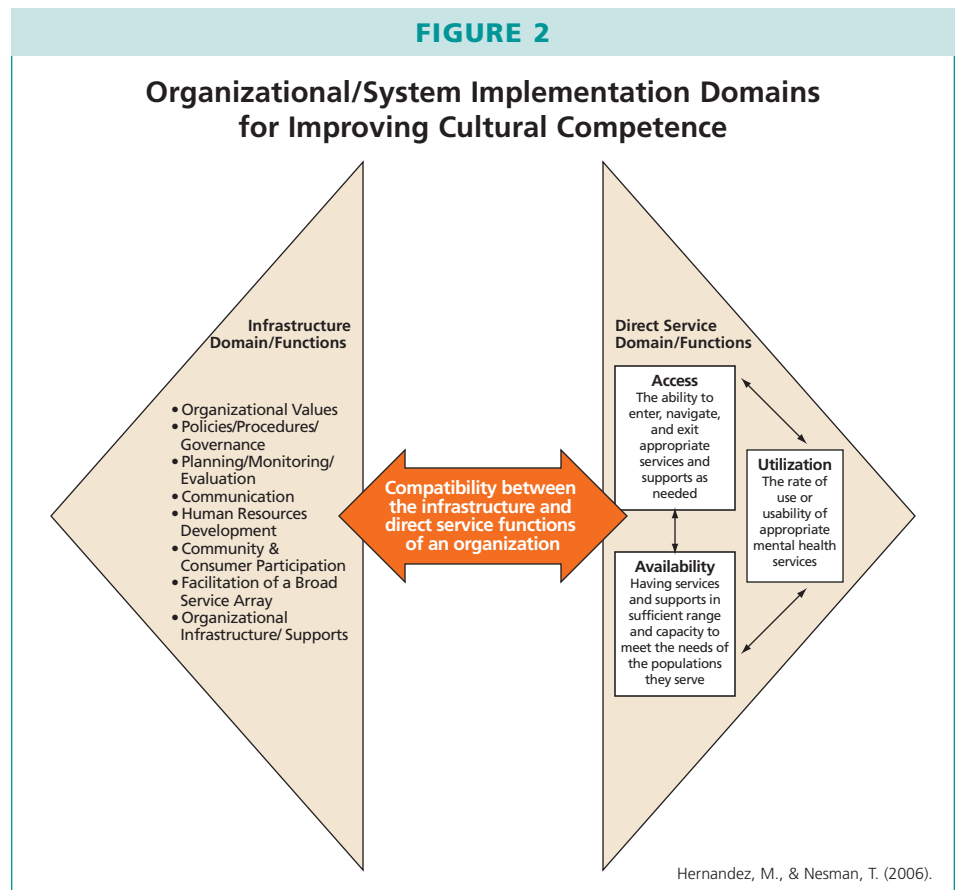 FIGURE 2
Organizational/System Implementation Domains
for Improving Cultural Competence
Infrastructure
Domain/Functions
• Organizational Values
• Policies/Procedures/
Governance
• Planning/Monitoring/
Evaluation
• Communication
• Human Resources
Development
• Community &
Consumer Participation
• Facilitation of a Broad
Service Array
• Organizational
Infrastructure/ Supports
Compatibility between
the infrastructure and
direct service functions
of an organization
Direct Service
Domain/Functions
Access
The ability to
enter, navigate,
and exit
appropriate
services and
supports as
needed
Utilization
The rate of
use or
usability of
appropriate
mental health
services
Availability
Having services
and supports in
sufficient range
and capacity to
meet the needs of
the populations
they serve
Hernandez, M., & Nesman, T. (2006).